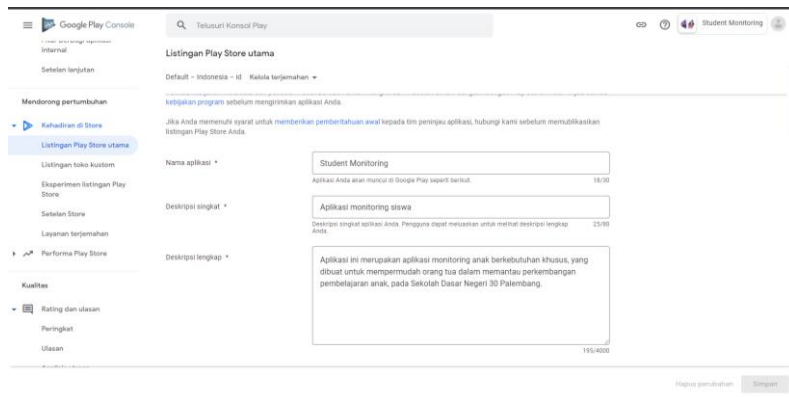 Google Play Console
Telusuri Konsol Play
Student Monitoring
internal
Setelan lanjutan
Mendorong pertumbuhan
Kehadiran di Store
Listingan Play Store utama
Listingan toko kustom
Eksperimen listingan Play
Store
Setelan Store
Layanan terjemahan
Performa Play Store
Kualitas
Rating dan ulasan
Peringkat
Ulasan
Listingan Play Store utama
Default – Indonesia – id Kelola terjemahan
kebijakan program sebelum mengirimkan aplikasi Anda.
Jika Anda memenuhi syarat untuk memberikan pemberitahuan awal kepada tim peninjau aplikasi, hubungi kami sebelum memublikasikan
listingan Play Store Anda.
Nama aplikasi *
Student Monitoring
Aplikasi Anda akan muncul di Google Play seperti berikut.
18/30
Deskripsi singkat *
Aplikasi monitoring siswa
Deskripsi singkat aplikasi Anda. Pengguna dapat meluaskan untuk melihat deskripsi lengkap
Anda.
25/80
Deskripsi lengkap *
Aplikasi ini merupakan aplikasi monitoring anak berkebutuhan khusus, yang
dibuat untuk mempermudah orang tua dalam memantau perkembangan
pembelajaran anak, pada Sekolah Dasar Negeri 30 Palembang.
195/4000
Hapus perubahan
Simpan